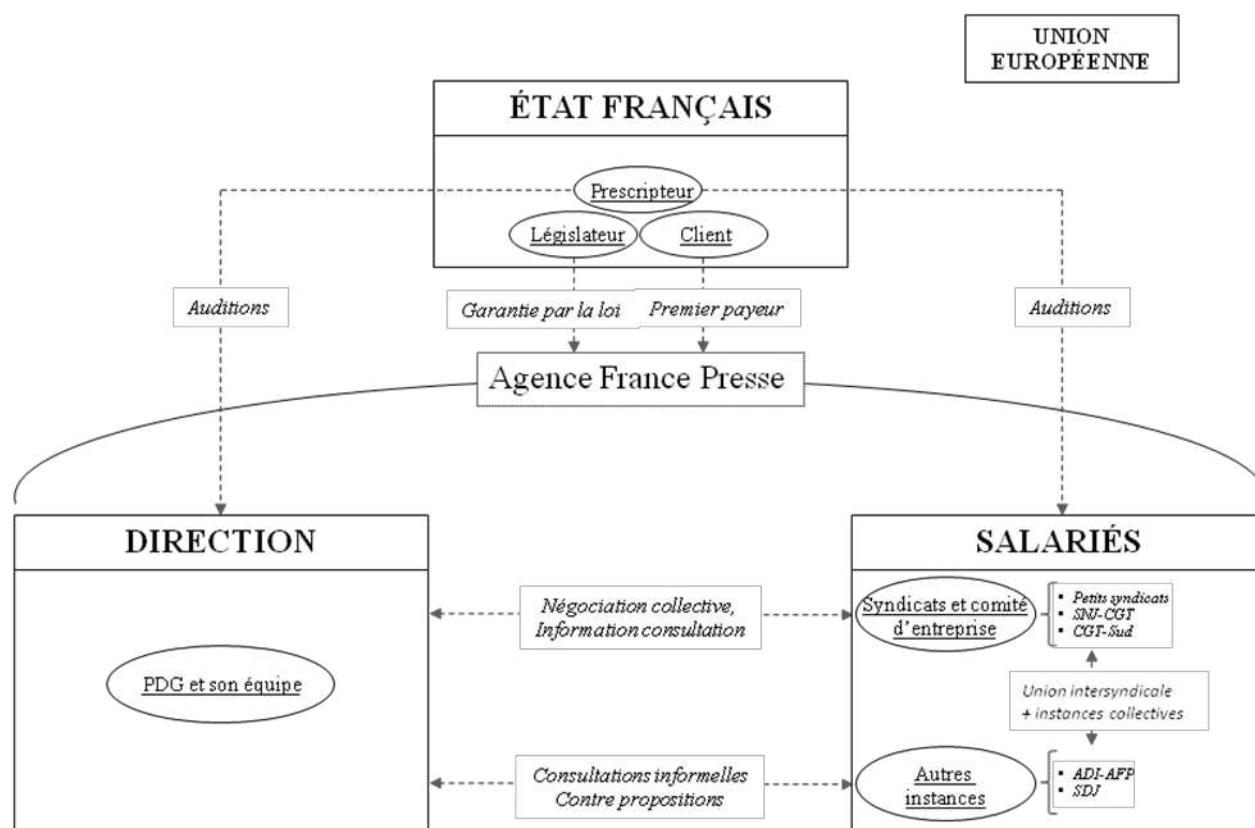 UNION
EUROPÉENNE
ÉTAT FRANÇAIS
Prescripteur
Législateur
Client
Auditions
Garantie par la loi
Premier payeur
Auditions
Agence France Presse
DIRECTION
SALARIÉS
Négociation collective,
Information consultation
Syndicats et comité
d'entreprise
▪ Petits syndicats
▪ SNJ-CGT
▪ CGT-Sud
PDG et son équipe
Union intersyndicale
+ instances collectives
Consultations informelles
Contre propositions
Autres
instances
▪ ADI-AFP
▪ SDJ